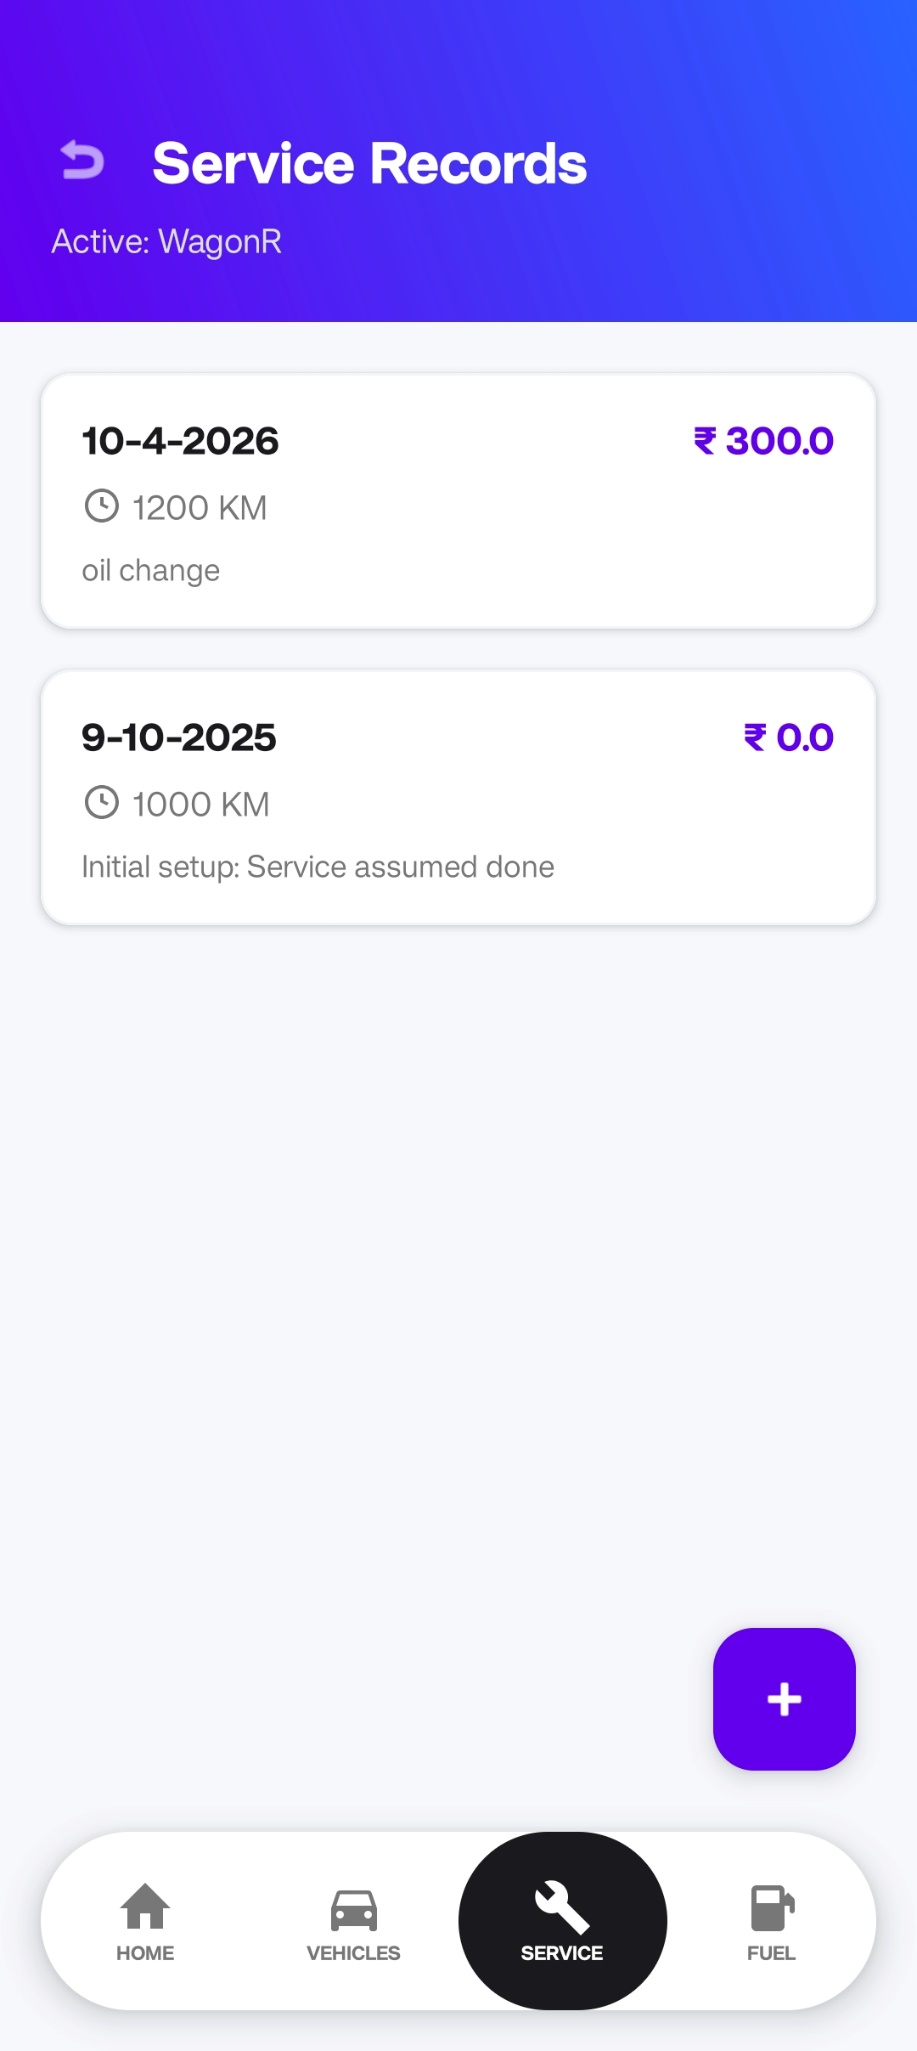 Service Records
Active: WagonR
10-4-2026 ₹ 300.0
1200 KM
oil change
9-10-2025 ₹ 0.0
1000 KM
Initial setup: Service assumed done
+
HOME VEHICLES SERVICE FUEL